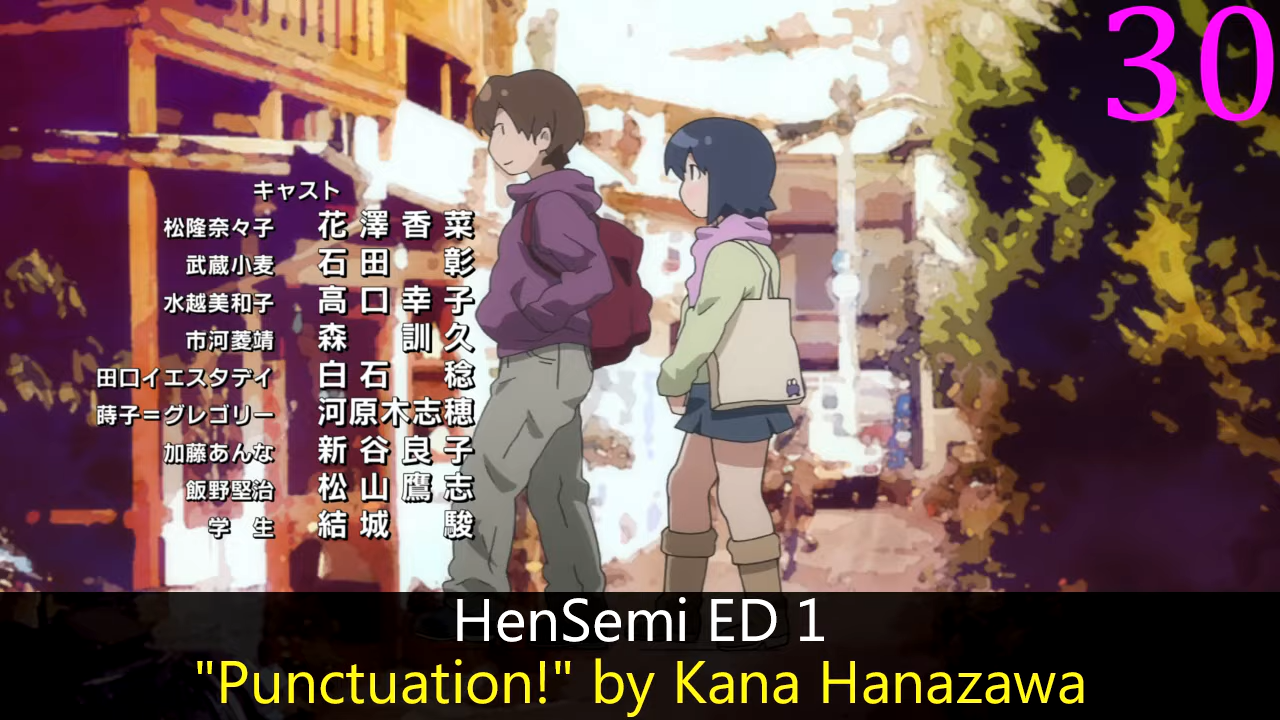 30
キャスト
松隆奈々子 花澤香菜
武蔵小麦 石田 彰
水越美和子 高口幸子
市河菱靖 森 訓久
田口イエスタデイ 白石 稔
蒔子=グレゴリー 河原木志穂
加藤あんな 新谷良子
飯野堅治 松山鷹志
学 生 結城 駿
HenSemi ED 1
"Punctuation!" by Kana Hanazawa